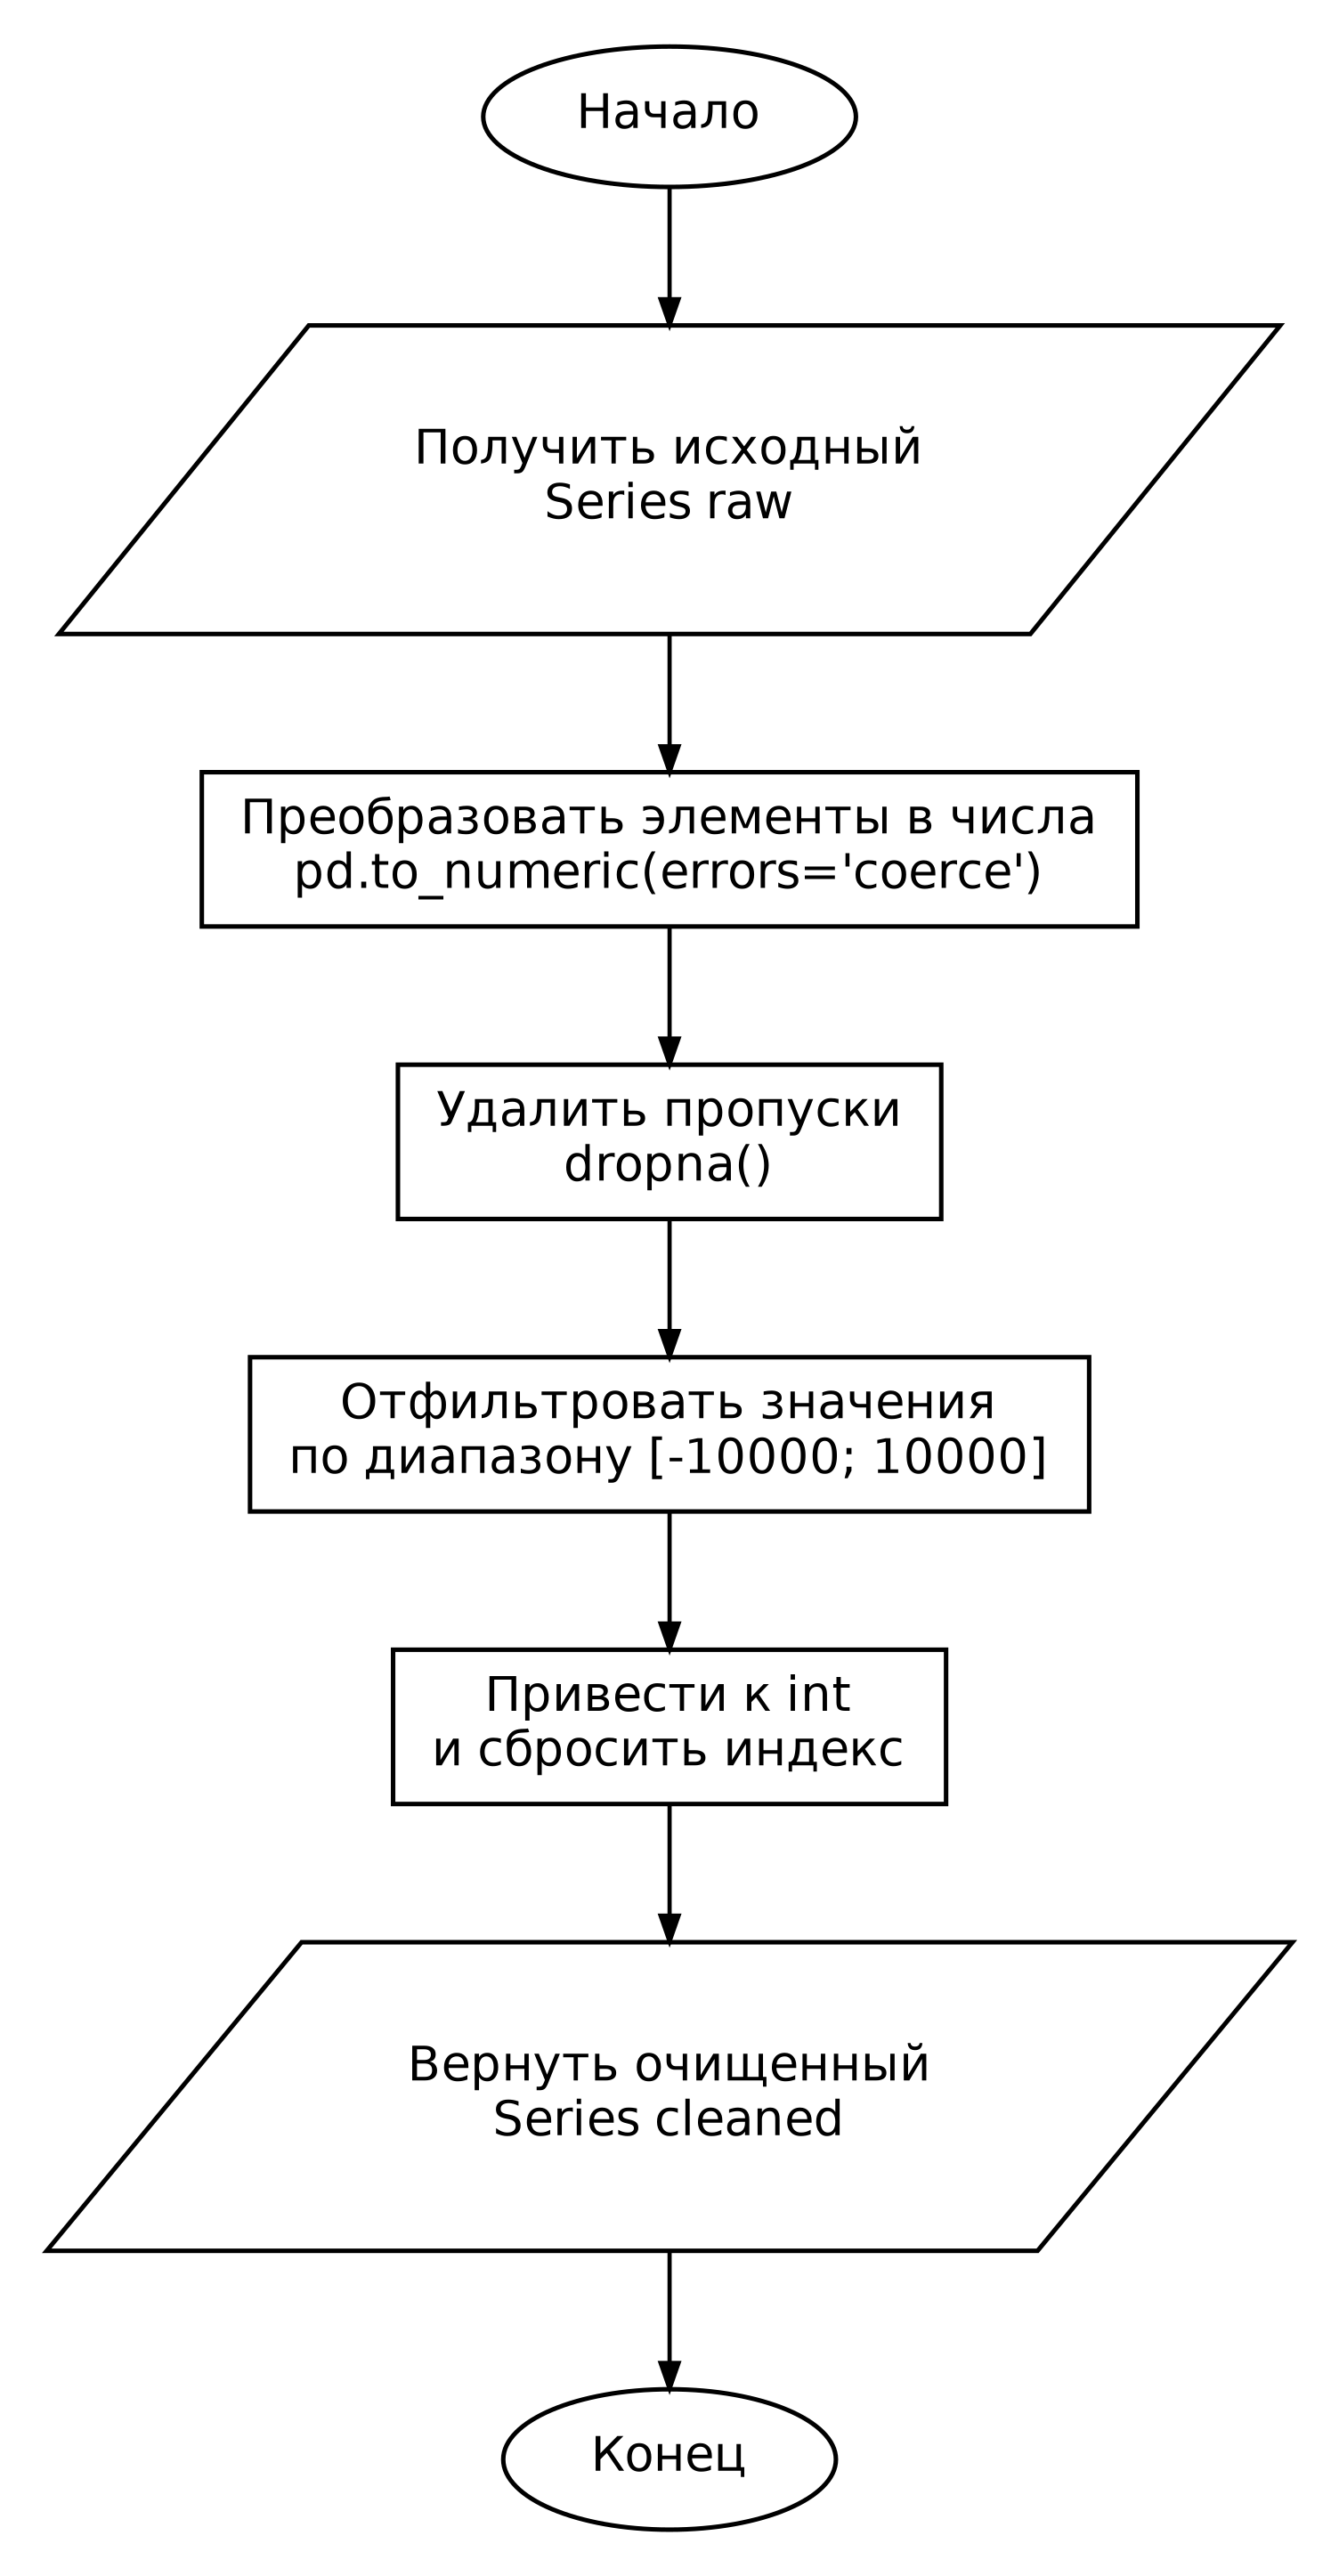 Начало
Получить исходный
Series raw
Преобразовать элементы в числа
pd.to_numeric(errors='coerce')
Удалить пропуски
dropna()
Отфильтровать значения
по диапазону [-10000; 10000]
Привести к int
и сбросить индекс
Вернуть очищенный
Series cleaned
Конец